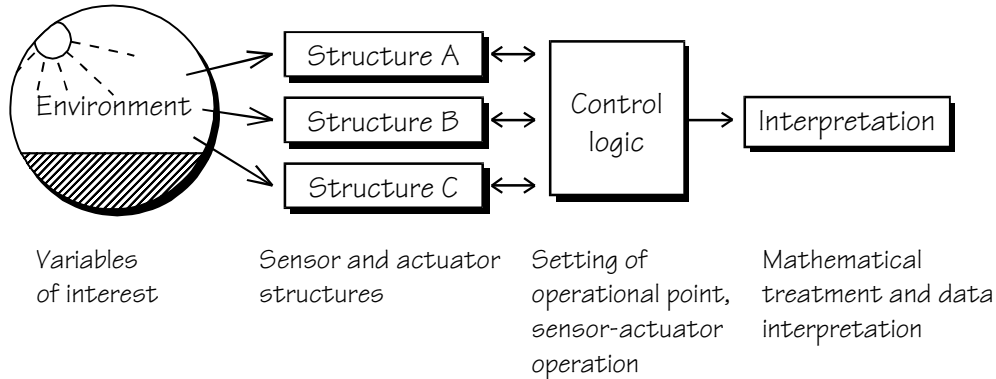 Environment
Structure A
Structure B
Structure C
Control
logic
Interpretation
Variables
of interest
Sensor and actuator
structures
Setting of
operational point,
sensor-actuator
operation
Mathematical
treatment and data
interpretation